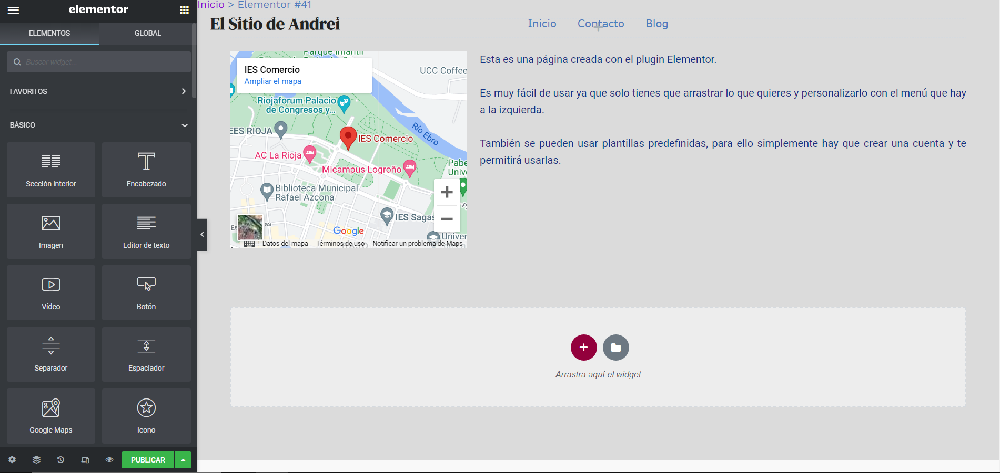 elementor
ELEMENTOS
GLOBAL
Buscar widget...
FAVORITOS
BÁSICO
Sección interior
Encabezado
Imagen
Editor de texto
Vídeo
Botón
Separador
Espaciador
Google Maps
Icono
PUBLICAR
Inicio > Elementor #41
El Sitio de Andrei
Inicio
Contacto
Blog
Parque Infantil
IES Comercio
Ampliar el mapa
UCC Coffee
Riojaforum Palacio
de Congresos y...
Río Ebro
EES RIOJA
IES Comercio
AC La Rioja
Micampus Logroño
Pabe
Unive
Biblioteca Municipal
Rafael Azcona
IES Sagas
Univer
Google
Datos del mapa
Términos de uso
Notificar un problema de Maps
Esta es una página creada con el plugin Elementor.
Es muy fácil de usar ya que solo tienes que arrastrar lo que quieres y personalizarlo con el menú que hay
a la izquierda.
También se pueden usar plantillas predefinidas, para ello simplemente hay que crear una cuenta y te
permitirá usarlas.
Arrastra aquí el widget